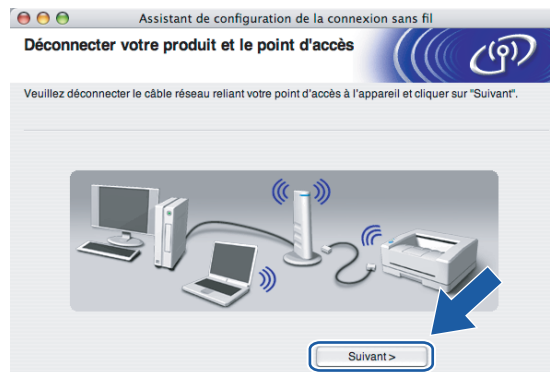 Assistant de configuration de la connexion sans fil
Déconnecter votre produit et le point d'accès
Veuillez déconnecter le câble réseau reliant votre point d'accès à l'appareil et cliquer sur "Suivant".
Suivant >